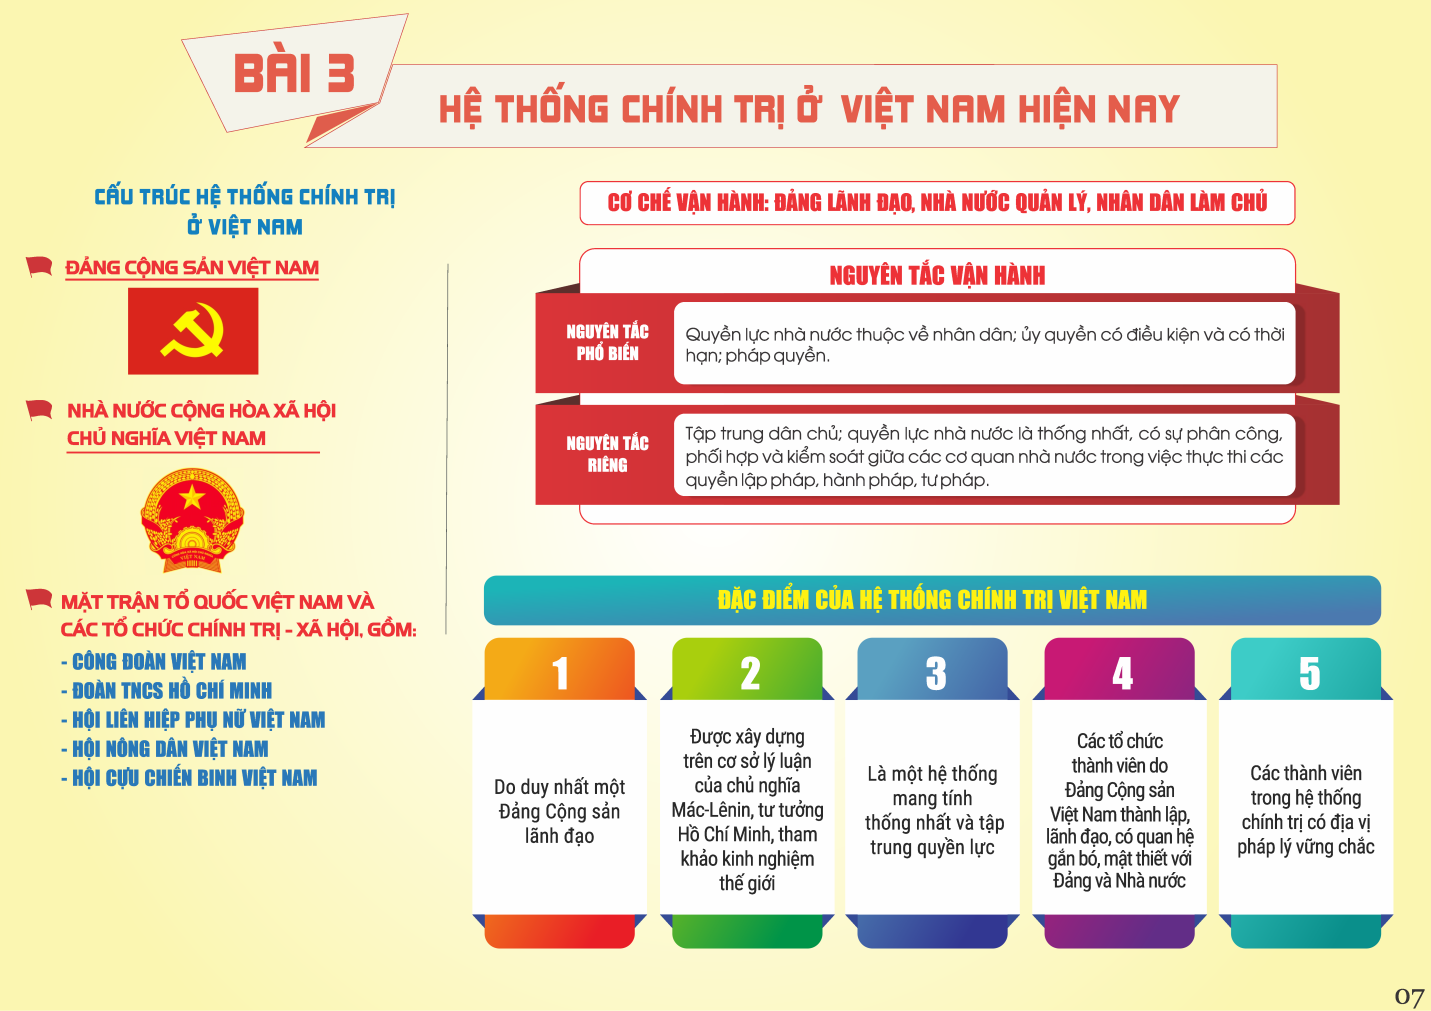 BÀI 3
HỆ THỐNG CHÍNH TRỊ Ở VIỆT NAM HIỆN NAY
CẤU TRÚC HỆ THỐNG CHÍNH TRỊ
Ở VIỆT NAM
ĐẢNG CỘNG SẢN VIỆT NAM
NHÀ NƯỚC CỘNG HÒA XÃ HỘI
CHỦ NGHĨA VIỆT NAM
VIỆT NAM
MẶT TRẬN TỔ QUỐC VIỆT NAM VÀ
CÁC TỔ CHỨC CHÍNH TRỊ - XÃ HỘI, GỒM:
- CÔNG ĐOÀN VIỆT NAM
- ĐOÀN TNCS HỒ CHÍ MINH
- HỘI LIÊN HIỆP PHỤ NỮ VIỆT NAM
- HỘI NÔNG DÂN VIỆT NAM
- HỘI CỰU CHIẾN BINH VIỆT NAM
CƠ CHẾ VẬN HÀNH: ĐẢNG LÃNH ĐẠO, NHÀ NƯỚC QUẢN LÝ, NHÂN DÂN LÀM CHỦ
NGUYÊN TẮC VẬN HÀNH
NGUYÊN TẮC
PHỔ BIẾN
Quyền lực nhà nước thuộc về nhân dân; ủy quyền có điều kiện và có thời
hạn; pháp quyền.
NGUYÊN TẮC
RIÊNG
Tập trung dân chủ; quyền lực nhà nước là thống nhất, có sự phân công,
phối hợp và kiểm soát giữa các cơ quan nhà nước trong việc thực thi các
quyền lập pháp, hành pháp, tư pháp.
ĐẶC ĐIỂM CỦA HỆ THỐNG CHÍNH TRỊ VIỆT NAM
1
Do duy nhất một
Đảng Cộng sản
lãnh đạo
2
Được xây dựng
trên cơ sở lý luận
của chủ nghĩa
Mác-Lênin, tư tưởng
Hồ Chí Minh, tham
khảo kinh nghiệm
thế giới
3
Là một hệ thống
mang tính
thống nhất và tập
trung quyền lực
4
Các tổ chức
thành viên do
Đảng Cộng sản
Việt Nam thành lập,
lãnh đạo, có quan hệ
gắn bó, mật thiết với
Đảng và Nhà nước
5
Các thành viên
trong hệ thống
chính trị có địa vị
pháp lý vững chắc
07